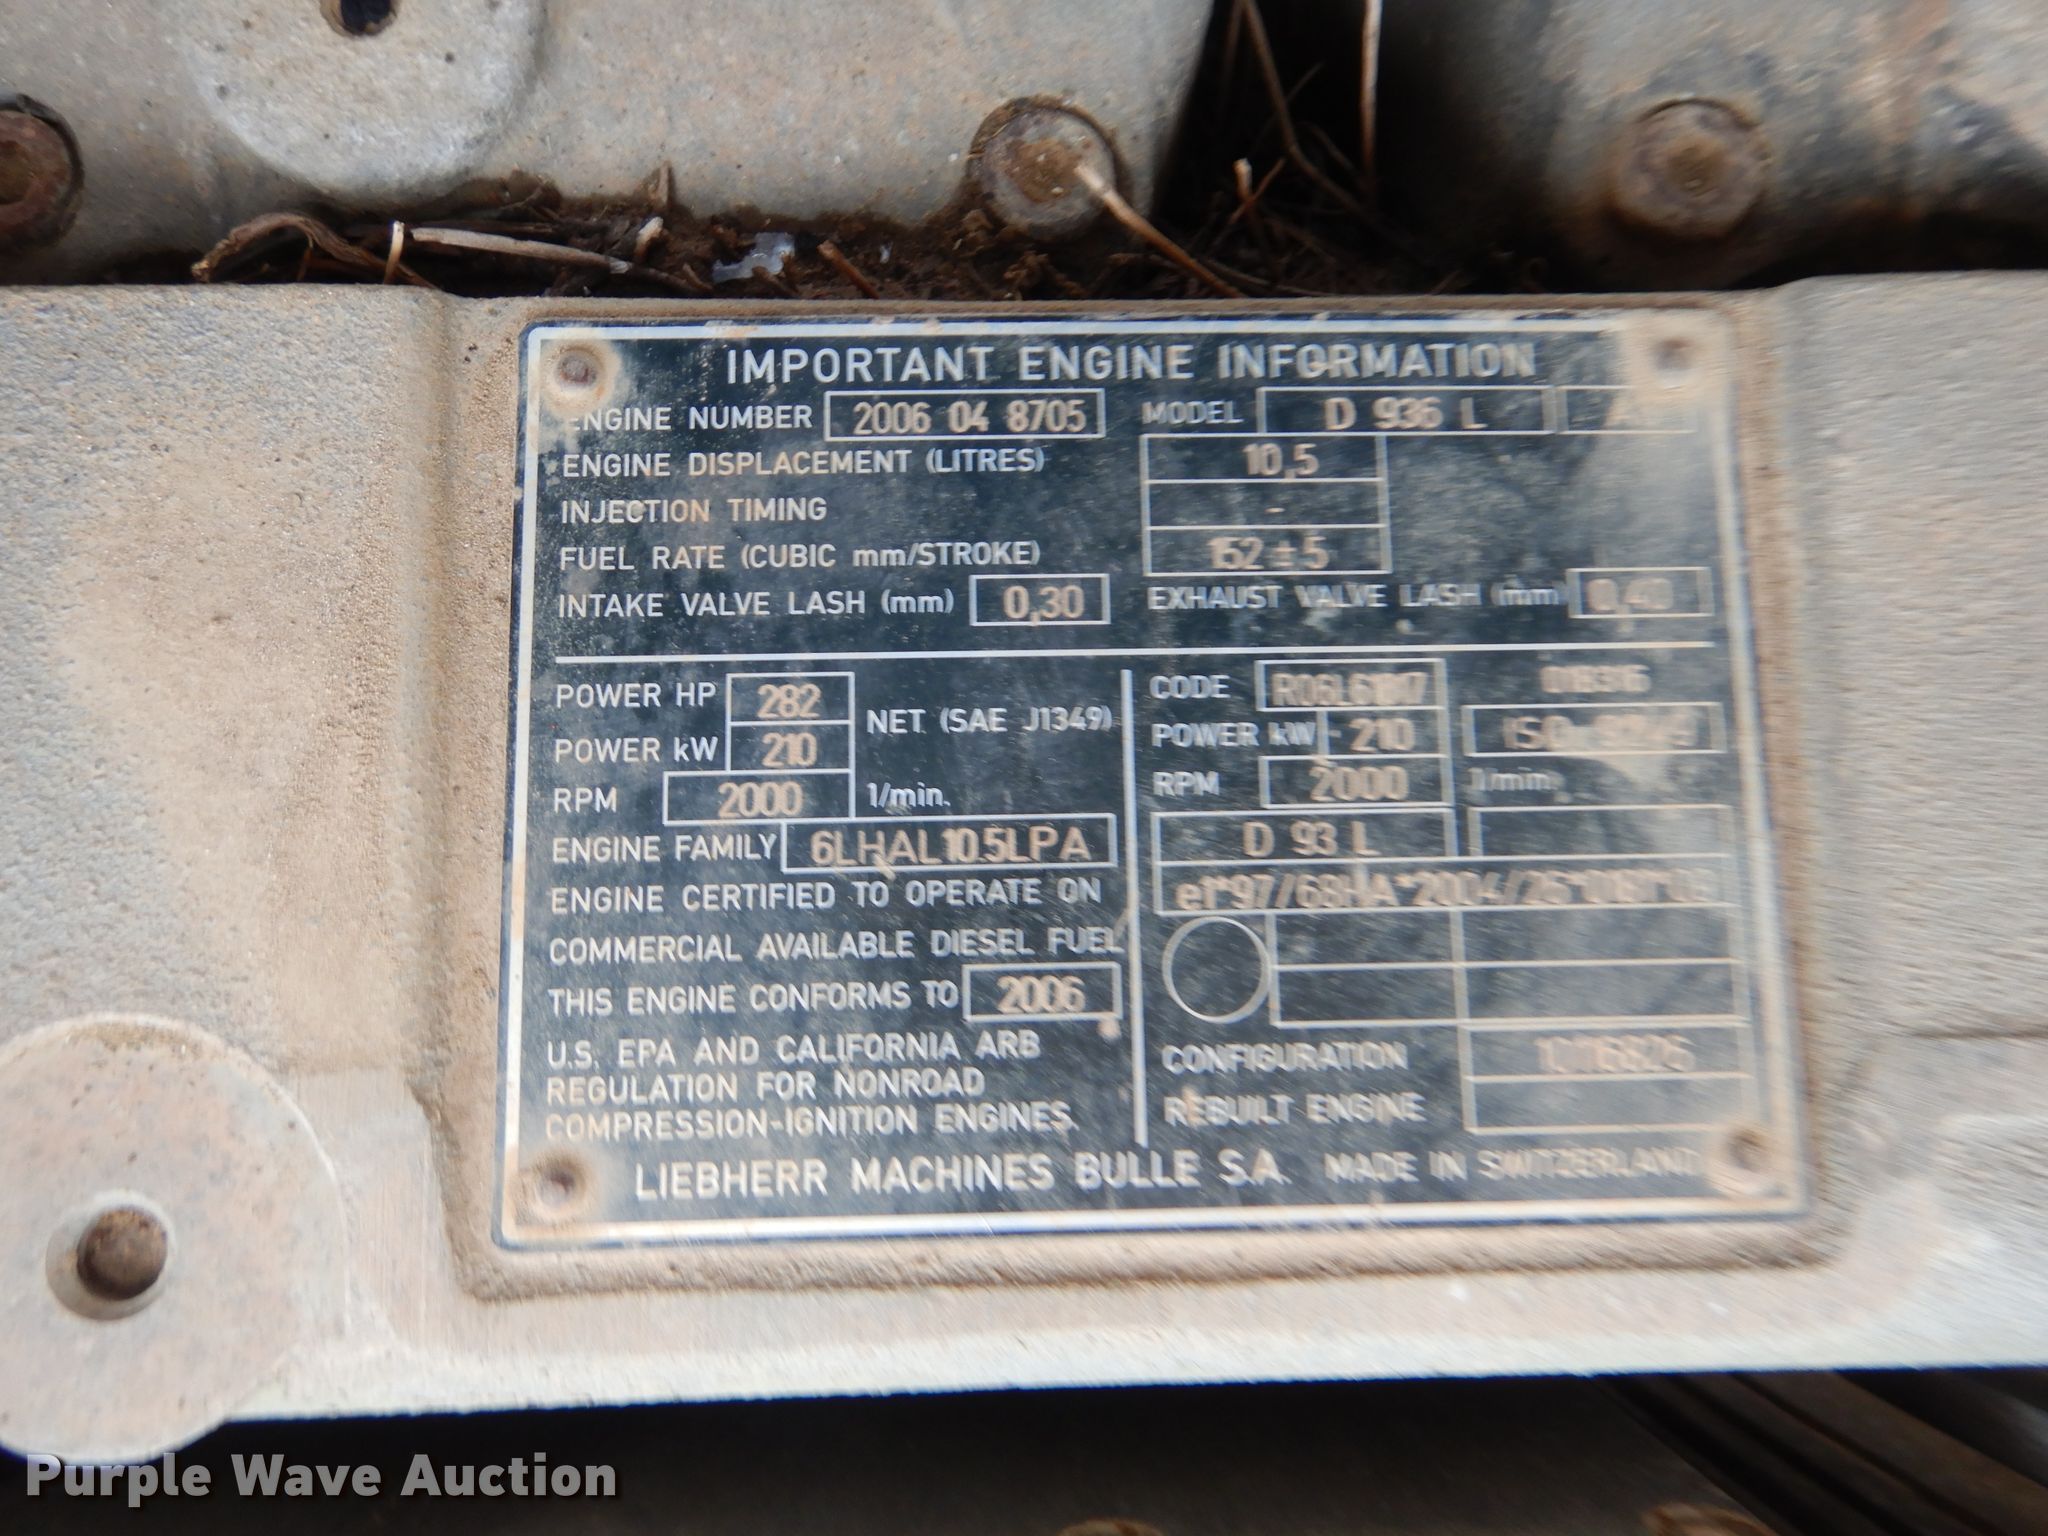 IMPORTANT ENGINE INFORMATION
ENGINE NUMBER 2006 04 8705 MODEL D 936 L
ENGINE DISPLACEMENT (LITRES) 10,5
INJECTION TIMING -
FUEL RATE (CUBIC mm/STROKE) 152 ± 5
INTAKE VALVE LASH (mm) 0,30 EXHAUST VALVE LASH (mm) 0,40
POWER HP 282
POWER kW 210
NET (SAE J1349)
RPM 2000 1/min.
ENGINE FAMILY 6LHAL10.5LPA
ENGINE CERTIFIED TO OPERATE ON
COMMERCIAL AVAILABLE DIESEL FUEL
THIS ENGINE CONFORMS TO 2006
U.S. EPA AND CALIFORNIA ARB
REGULATION FOR NONROAD
COMPRESSION-IGNITION ENGINES.
CODE
POWER kW 210 ISO
RPM 2000 1/min.
D 93 L
CONFIGURATION 10116826
REBUILT ENGINE
LIEBHERR MACHINES BULLE S.A. MADE IN SWITZERLAND
Purple Wave Auction